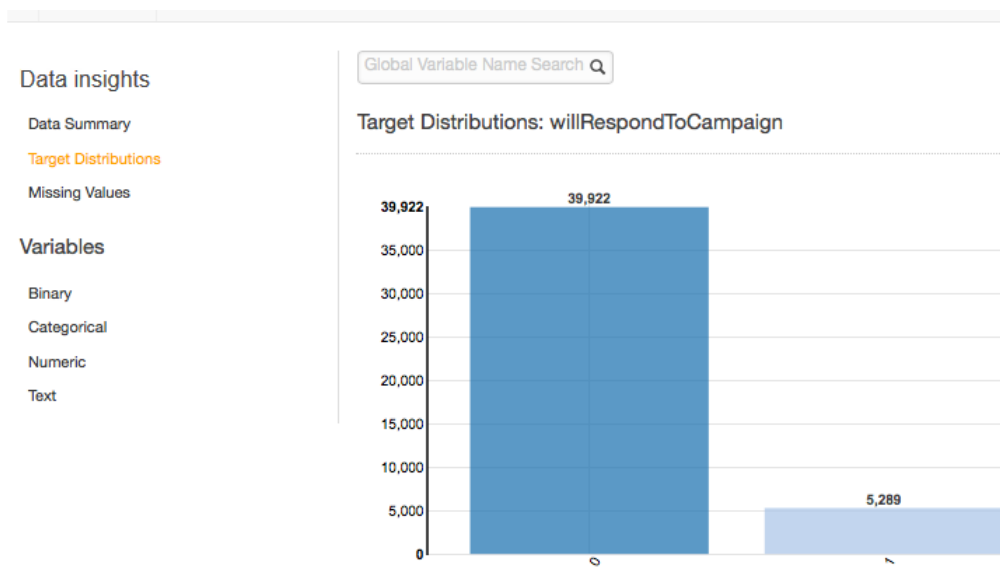 Data insights
Data Summary
Target Distributions
Missing Values
Variables
Binary
Categorical
Numeric
Text
Global Variable Name Search
Target Distributions: willRespondToCampaign
39,922
39,922
35,000
30,000
25,000
20,000
15,000
10,000
5,289
5,000
0
0
1